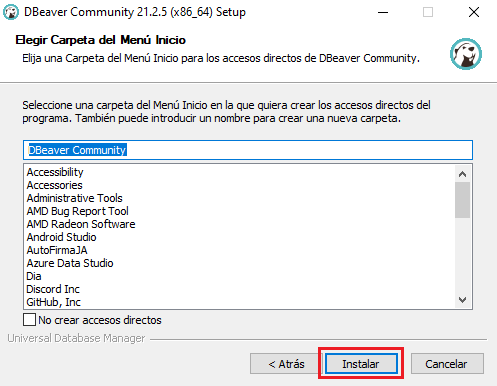 DBeaver Community 21.2.5 (x86_64) Setup
Elegir Carpeta del Menú Inicio
Elija una Carpeta del Menú Inicio para los accesos directos de DBeaver Community.
Seleccione una carpeta del Menú Inicio en la que quiera crear los accesos directos del
programa. También puede introducir un nombre para crear una nueva carpeta.
DBeaver Community
Accessibility
Accessories
Administrative Tools
AMD Bug Report Tool
AMD Radeon Software
Android Studio
AutoFirmaJA
Azure Data Studio
Dia
Discord Inc
GitHub, Inc
No crear accesos directos
Universal Database Manager
< Atrás
Instalar
Cancelar